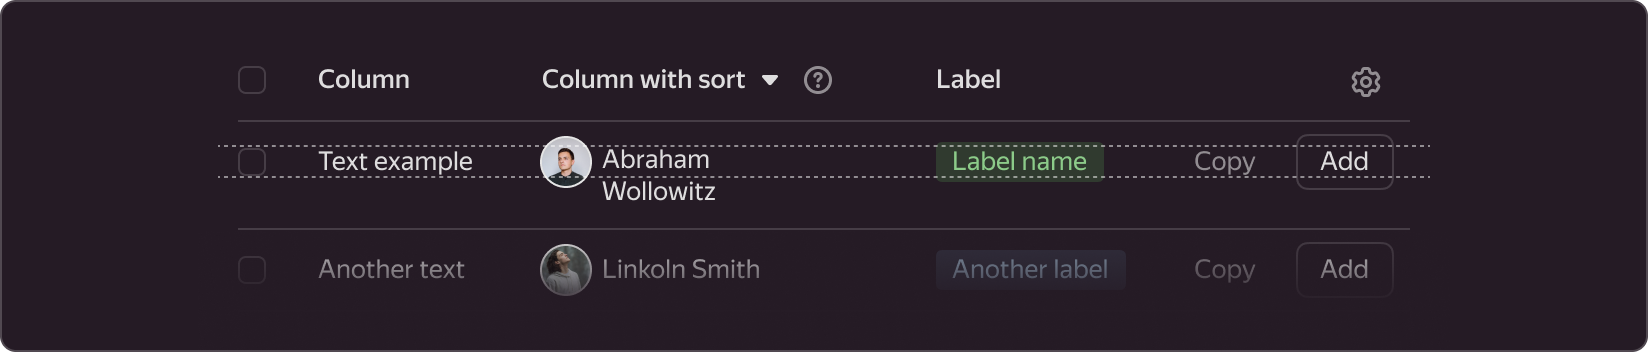 Column Column with sort ? Label
Text example Abraham Label name Copy Add
Wollowitz
Another text Linkoln Smith Another label Copy Add